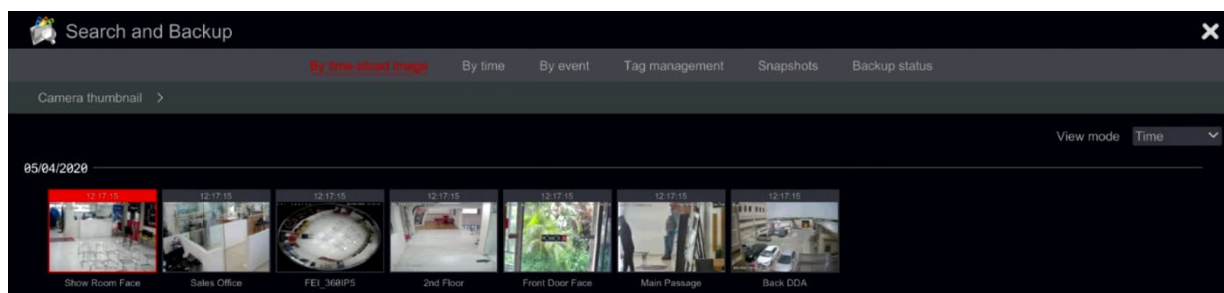 Search and Backup
By time-sliced image By time By event Tag management Snapshots Backup status
Camera thumbnail >
View mode Time
05/04/2020
12:17:15 12:17:15 12:17:15 12:17:15 12:17:15 12:17:15 12:17:15
Show Room Face Sales Office FEI_360IP5 2nd Floor Front Door Face Main Passage Back DDA